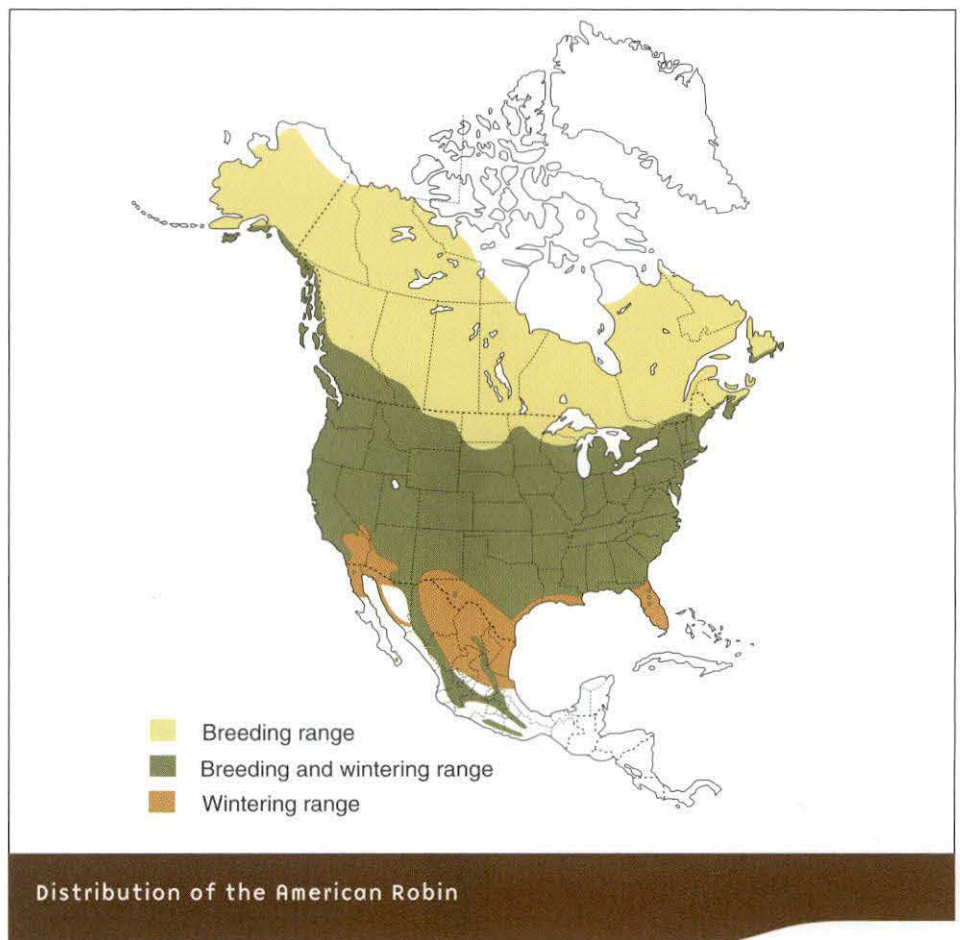 Breeding range
Breeding and wintering range
Wintering range
Distribution of the American Robin